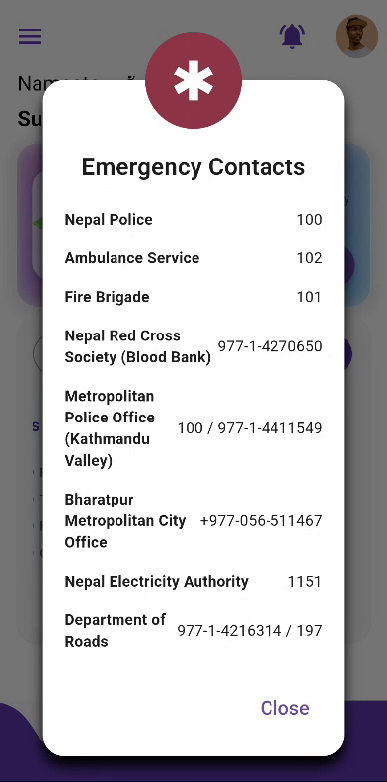 Su
Emergency Contacts
Nepal Police 100
Ambulance Service 102
Fire Brigade 101
Nepal Red Cross
Society (Blood Bank) 977-1-4270650
Metropolitan
Police Office
(Kathmandu
Valley) 100 / 977-1-4411549
Bharatpur
Metropolitan City
Office +977-056-511467
Nepal Electricity Authority 1151
Department of
Roads 977-1-4216314 / 197
Close